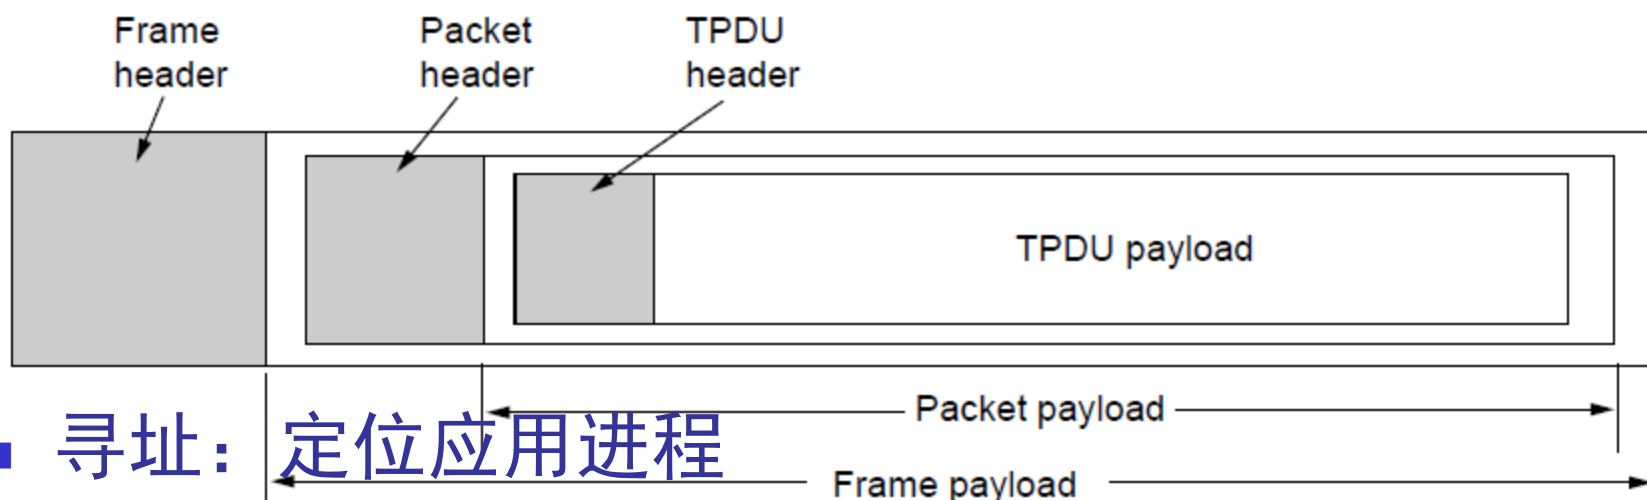 Frame header
Packet header
TPDU header
TPDU payload
Packet payload
寻址：定位应用进程
Frame payload